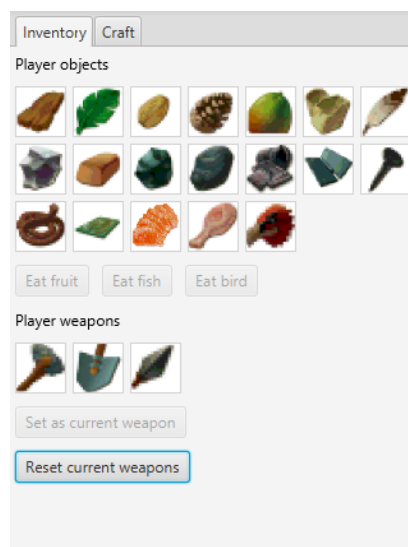 Inventory Craft
Player objects
Eat fruit Eat fish Eat bird
Player weapons
Set as current weapon
Reset current weapons